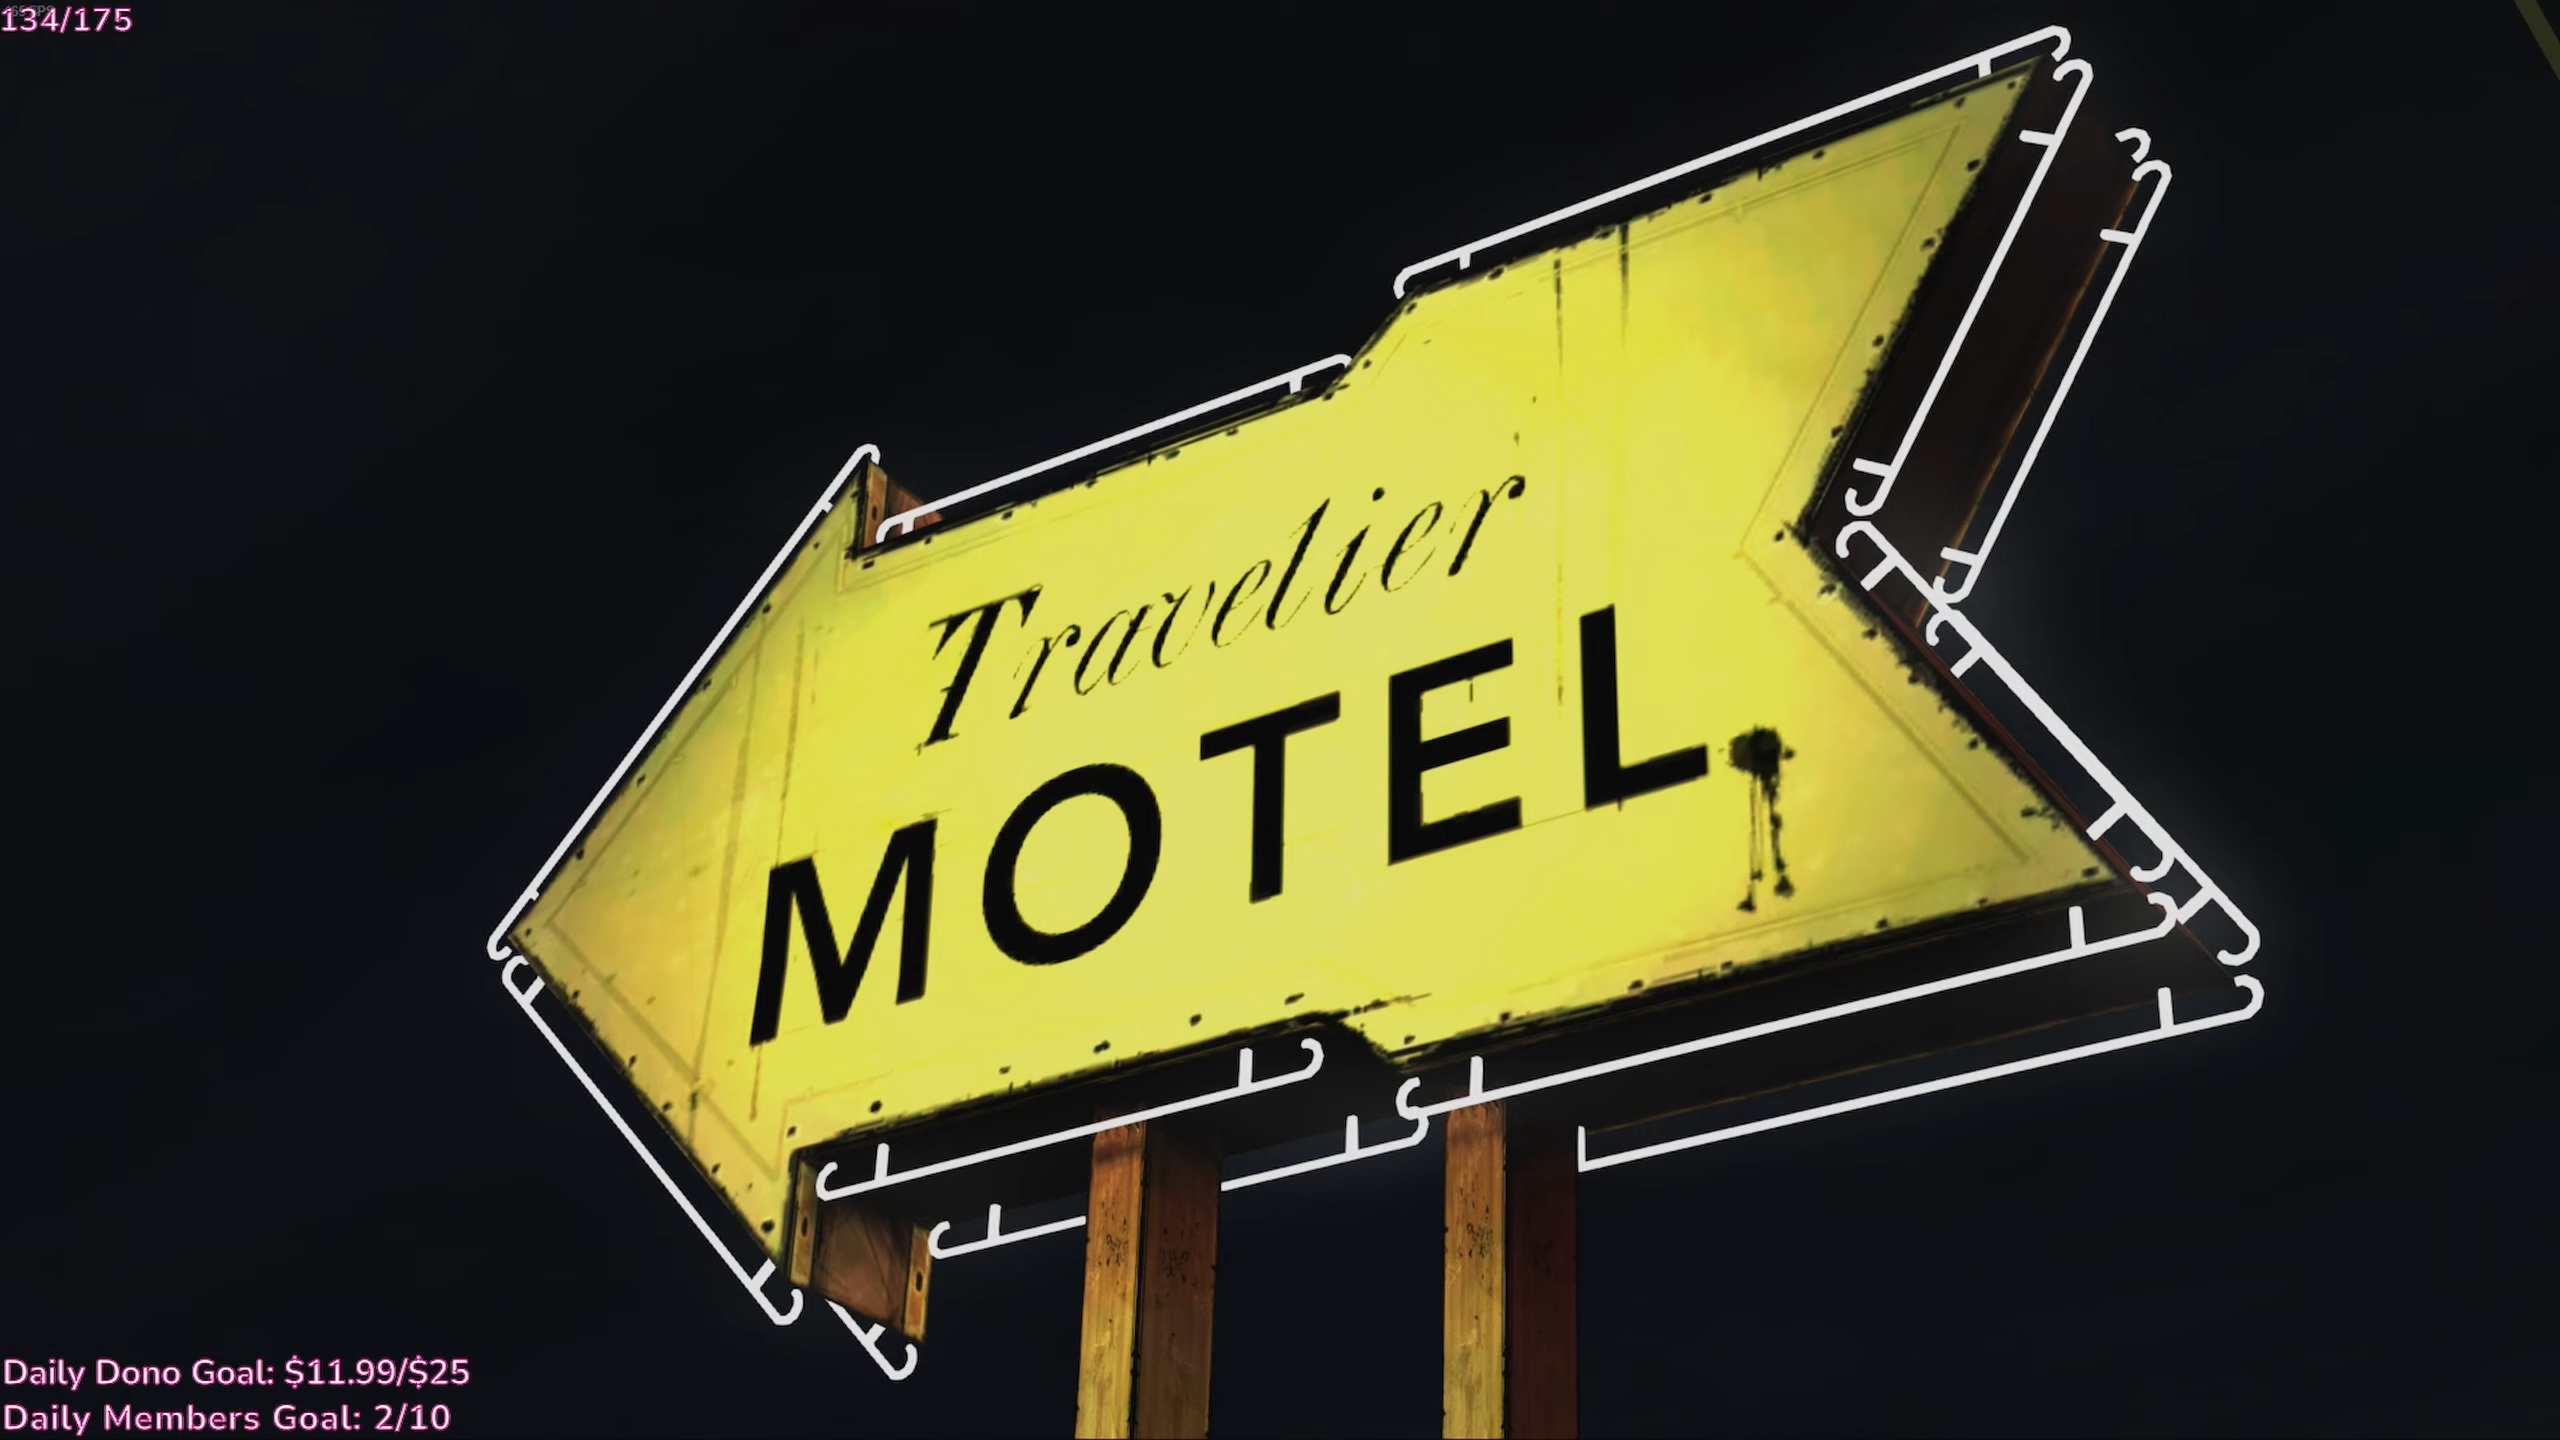 134/175
Travelier
MOTEL
Daily Dono Goal: $11.99/$25
Daily Members Goal: 2/10